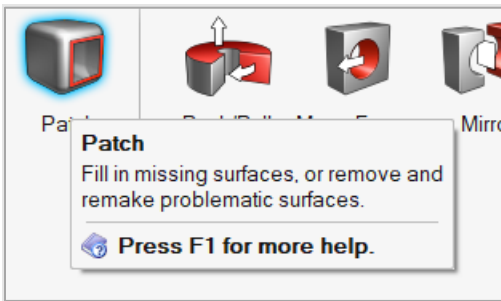 Patch
Fill in missing surfaces, or remove and
remake problematic surfaces.
Press F1 for more help.